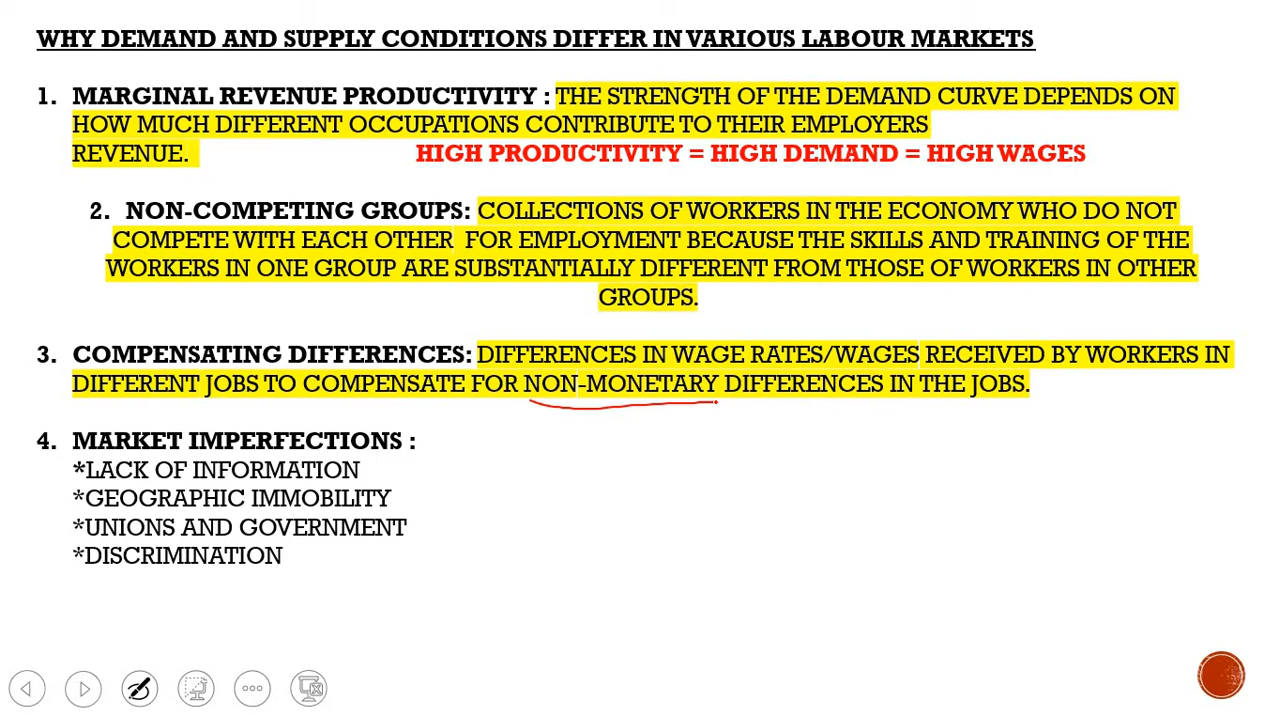 WHY DEMAND AND SUPPLY CONDITIONS DIFFER IN VARIOUS LABOUR MARKETS
1. MARGINAL REVENUE PRODUCTIVITY : THE STRENGTH OF THE DEMAND CURVE DEPENDS ON
HOW MUCH DIFFERENT OCCUPATIONS CONTRIBUTE TO THEIR EMPLOYERS
REVENUE. HIGH PRODUCTIVITY = HIGH DEMAND = HIGH WAGES
2. NON-COMPETING GROUPS: COLLECTIONS OF WORKERS IN THE ECONOMY WHO DO NOT
COMPETE WITH EACH OTHER FOR EMPLOYMENT BECAUSE THE SKILLS AND TRAINING OF THE
WORKERS IN ONE GROUP ARE SUBSTANTIALLY DIFFERENT FROM THOSE OF WORKERS IN OTHER
GROUPS.
3. COMPENSATING DIFFERENCES: DIFFERENCES IN WAGE RATES/WAGES RECEIVED BY WORKERS IN
DIFFERENT JOBS TO COMPENSATE FOR NON-MONETARY DIFFERENCES IN THE JOBS.
4. MARKET IMPERFECTIONS :
*LACK OF INFORMATION
*GEOGRAPHIC IMMOBILITY
*UNIONS AND GOVERNMENT
*DISCRIMINATION